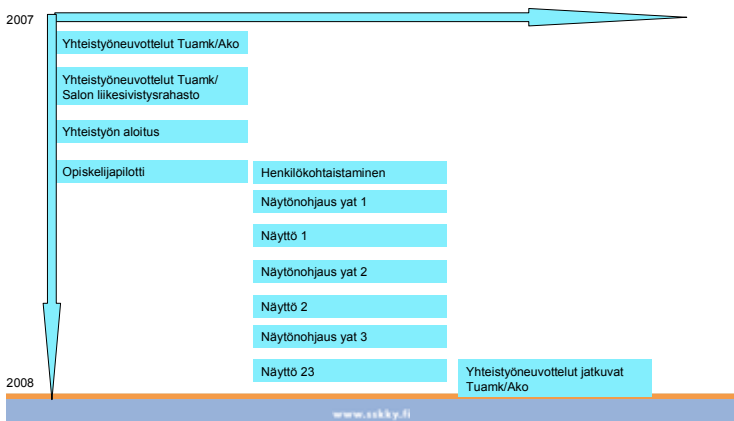 2007
Yhteistyöneuvottelut Tuamk/Ako
Yhteistyöneuvottelut Tuamk/
Salon liikesivistysrahasto
Yhteistyön aloitus
Opiskelijapilotti
Henkilökohtaistaminen
Näytönohjaus yat 1
Näyttö 1
Näytönohjaus yat 2
Näyttö 2
Näytönohjaus yat 3
Näyttö 23
Yhteistyöneuvottelut jatkuvat
Tuamk/Ako
2008
www.sskky.fi